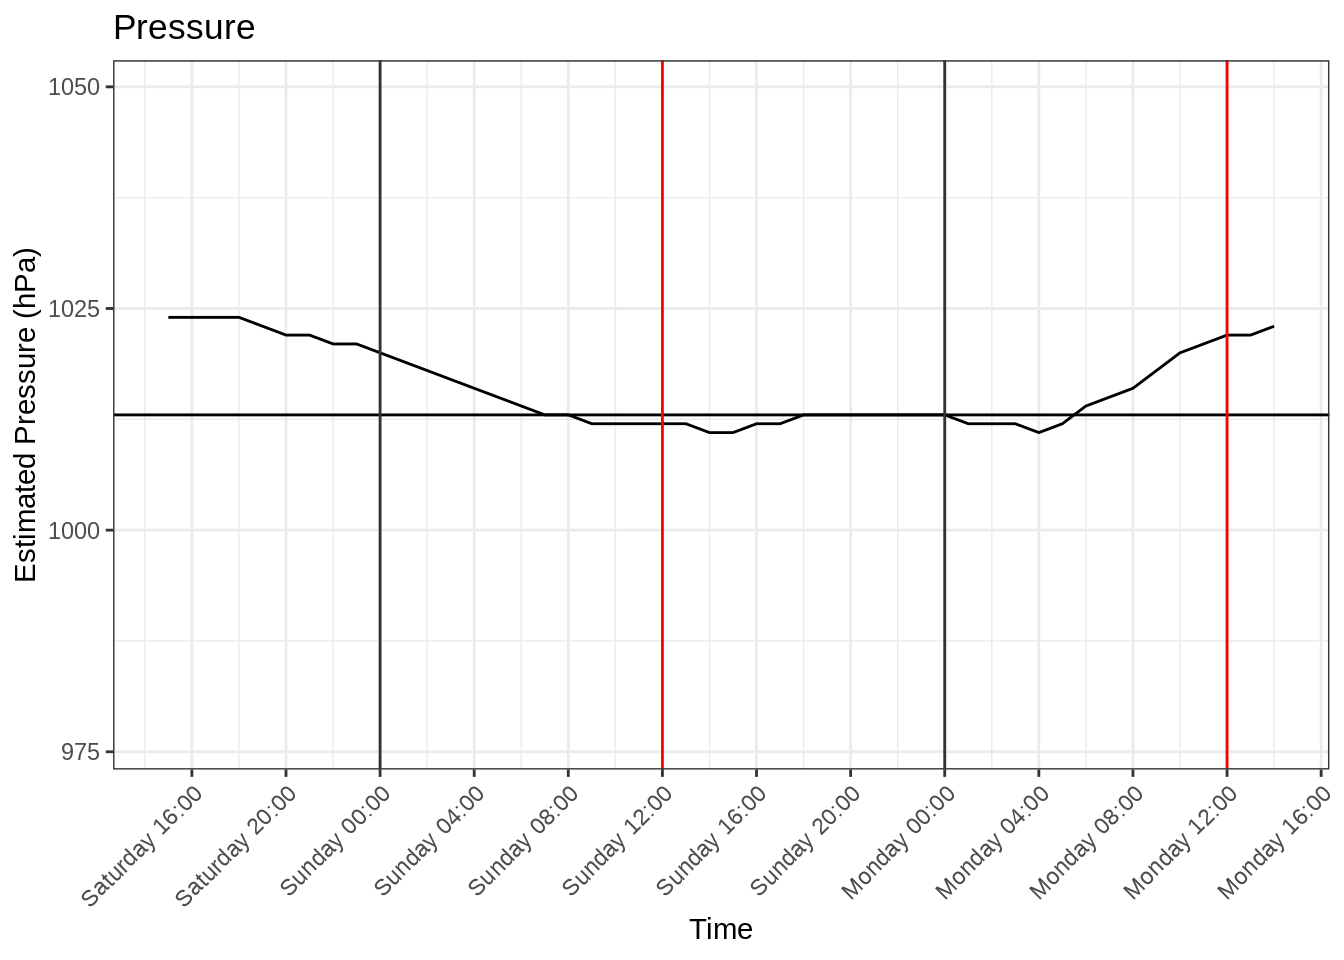 Pressure
Estimated Pressure (hPa)
1050
1025
1000
975
Saturday 16:00
Saturday 20:00
Sunday 00:00
Sunday 04:00
Sunday 08:00
Sunday 12:00
Sunday 16:00
Sunday 20:00
Monday 00:00
Monday 04:00
Monday 08:00
Monday 12:00
Monday 16:00
Time